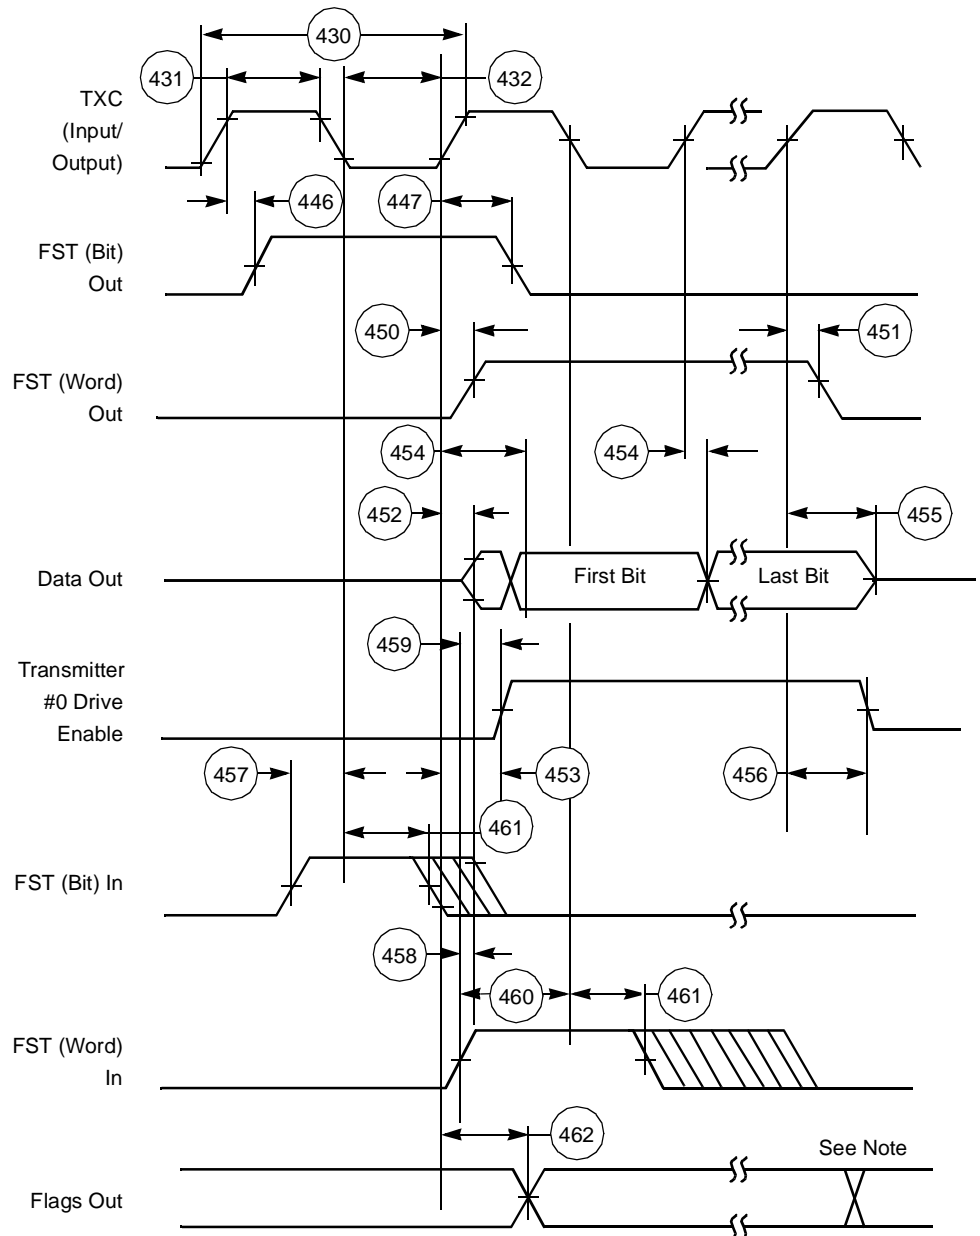 430
431
432
TXC
(Input/
Output)
446
447
FST (Bit)
Out
450
451
FST (Word)
Out
454
454
452
455
Data Out
First Bit
Last Bit
459
Transmitter
#0 Drive
Enable
457
453
456
461
FST (Bit) In
458
460
461
FST (Word)
In
462
See Note
Flags Out